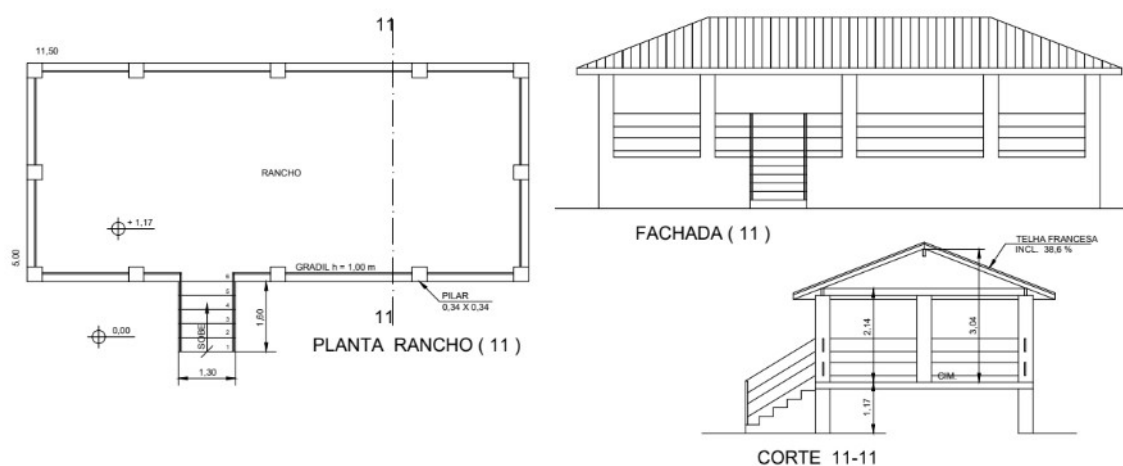 11
11,50
RANCHO
+ 1,17
5,00
GRADIL h = 1,00 m
6
5
4
3
2
1
SOBE
1,60
PILAR
0,34 X 0,34
0,00
11
PLANTA RANCHO ( 11 )
1,30
FACHADA ( 11 )
TELHA FRANCESA
INCL. 38,6 %
2,14
3,04
CIM.
1,17
CORTE 11-11